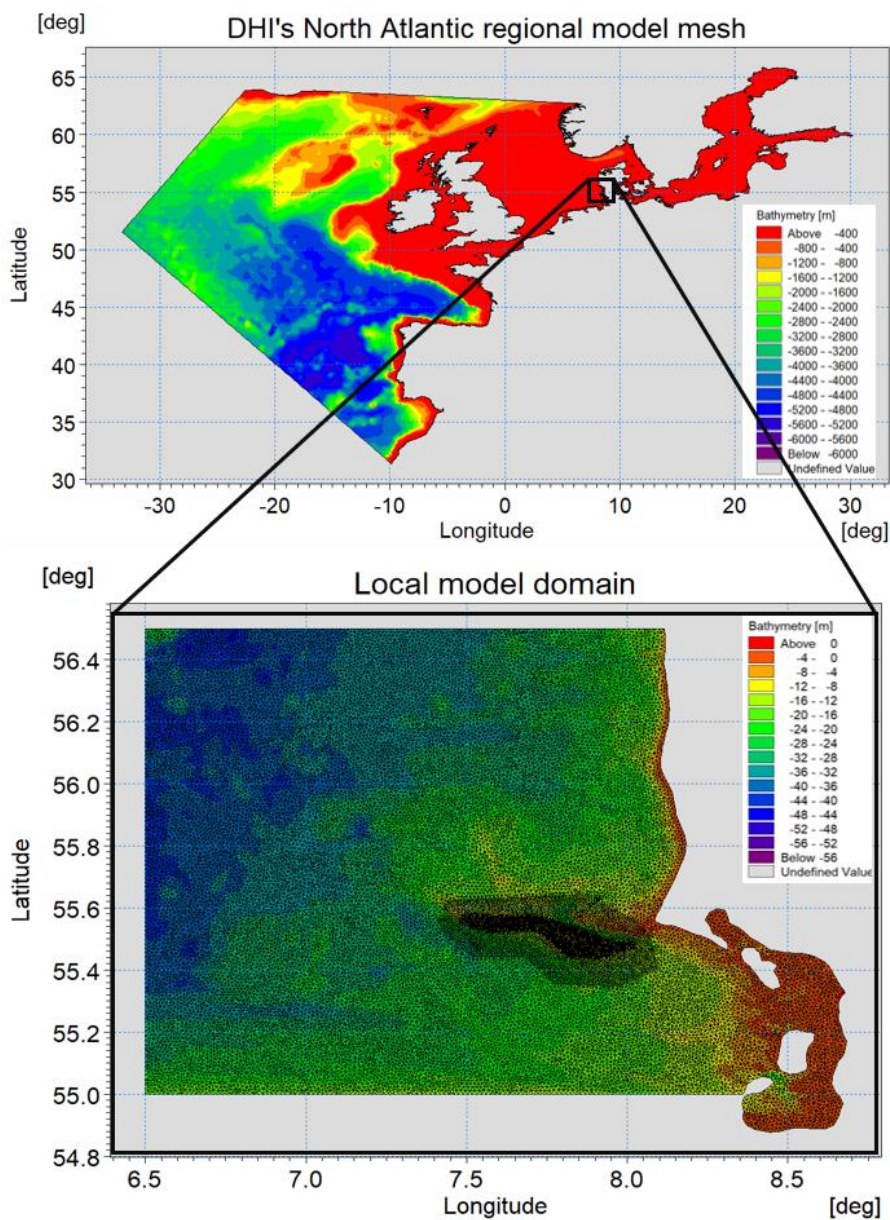 [deg]
DHI's North Atlantic regional model mesh
65
60
55
50
45
40
35
30
Latitude
Bathymetry [m]
Above -400
-800 - -400
-1200 - -800
-1600 - -1200
-2000 - -1600
-2400 - -2000
-2800 - -2400
-3200 - -2800
-3600 - -3200
-4000 - -3600
-4400 - -4000
-4800 - -4400
-5200 - -4800
-5600 - -5200
-6000 - -5600
Below -6000
Undefined Value
-30 -20 -10 0 10 20 30
Longitude [deg]
[deg]
Local model domain
56.4
56.2
56.0
55.8
55.6
55.4
55.2
55.0
54.8
Latitude
Bathymetry [m]
Above 0
-4 - 0
-8 - -4
-12 - -8
-16 - -12
-20 - -16
-24 - -20
-28 - -24
-32 - -28
-36 - -32
-40 - -36
-44 - -40
-48 - -44
-52 - -48
-56 - -52
Below -56
Undefined Value
6.5 7.0 7.5 8.0 8.5
Longitude [deg]